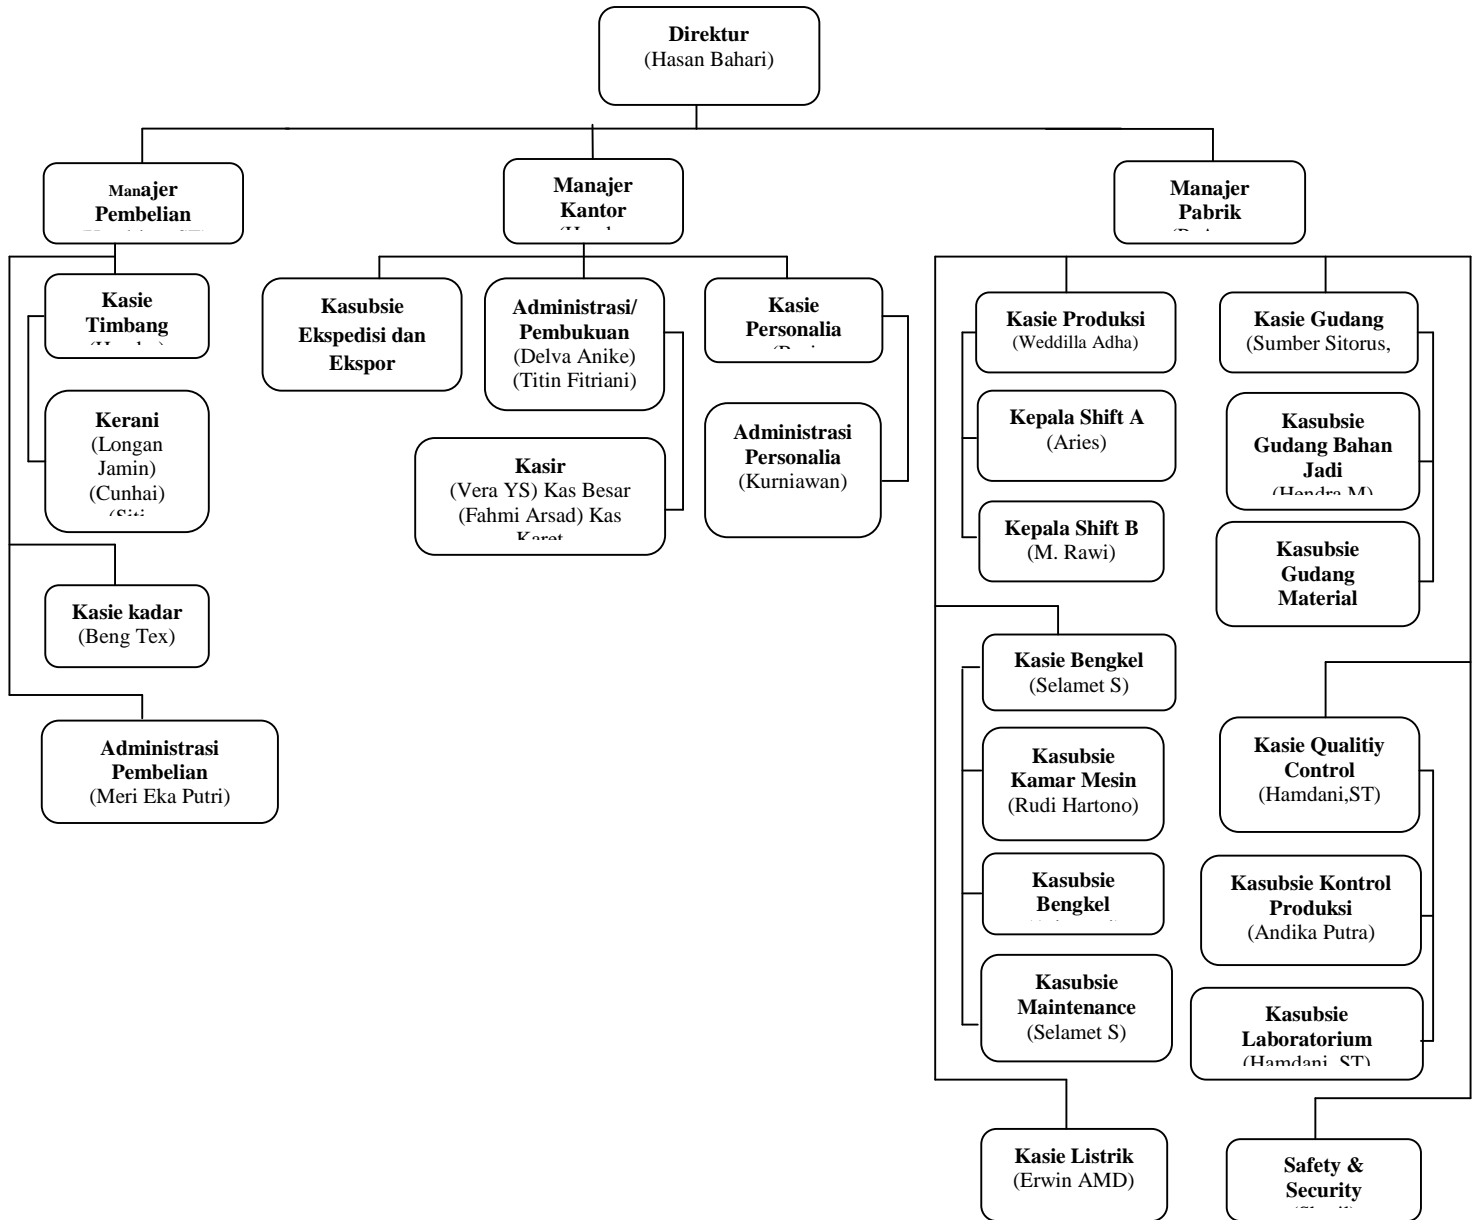 Direktur
(Hasan Bahari)
Manajer
Pembelian
Manajer
Kantor
Manajer
Pabrik
Kasie
Timbang
Kerani
(Longan
Jamin)
(Cunhai)
(Siti
Kasie kadar
(Beng Tex)
Administrasi
Pembelian
(Meri Eka Putri)
Kasubsie
Ekspedisi dan
Ekspor
Administrasi/
Pembukuan
(Delva Anike)
(Titin Fitriani)
Kasir
(Vera YS) Kas Besar
(Fahmi Arsad) Kas
Karet
Kasie
Personalia
Administrasi
Personalia
(Kurniawan)
Kasie Produksi
(Weddilla Adha)
Kepala Shift A
(Aries)
Kepala Shift B
(M. Rawi)
Kasie Bengkel
(Selamet S)
Kasubsie
Kamar Mesin
(Rudi Hartono)
Kasubsie
Bengkel
Kasubsie
Maintenance
(Selamet S)
Kasie Listrik
(Erwin AMD)
Kasie Gudang
(Sumber Sitorus,
Kasubsie
Gudang Bahan
Jadi
(Hendra M)
Kasubsie
Gudang
Material
Kasie Qualitiy
Control
(Hamdani,ST)
Kasubsie Kontrol
Produksi
(Andika Putra)
Kasubsie
Laboratorium
(Hamdani, ST)
Safety &
Security